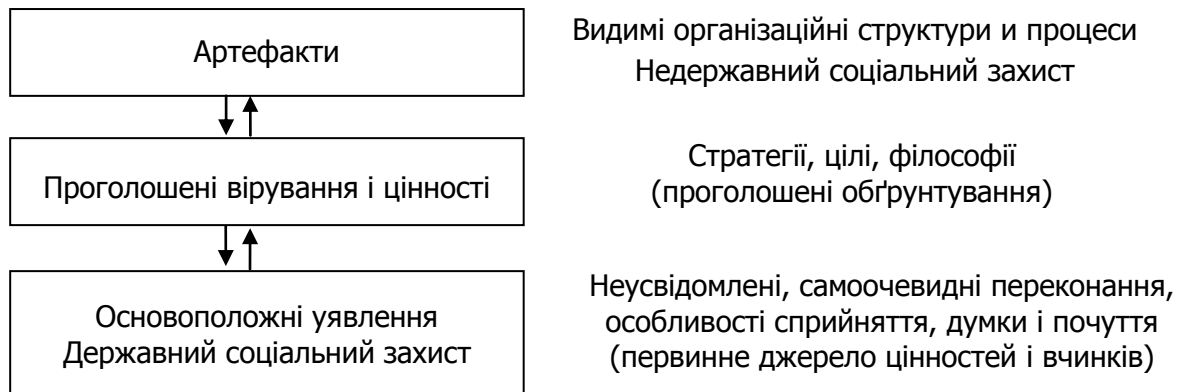 Артефакти
Видимі організаційні структури и процеси
Недержавний соціальний захист
Проголошені вірування і цінності
Стратегії, цілі, філософії
(проголошені обґрунтування)
Основоположні уявлення
Державний соціальний захист
Неусвідомлені, самоочевидні переконання,
особливості сприйняття, думки і почуття
(первинне джерело цінностей і вчинків)